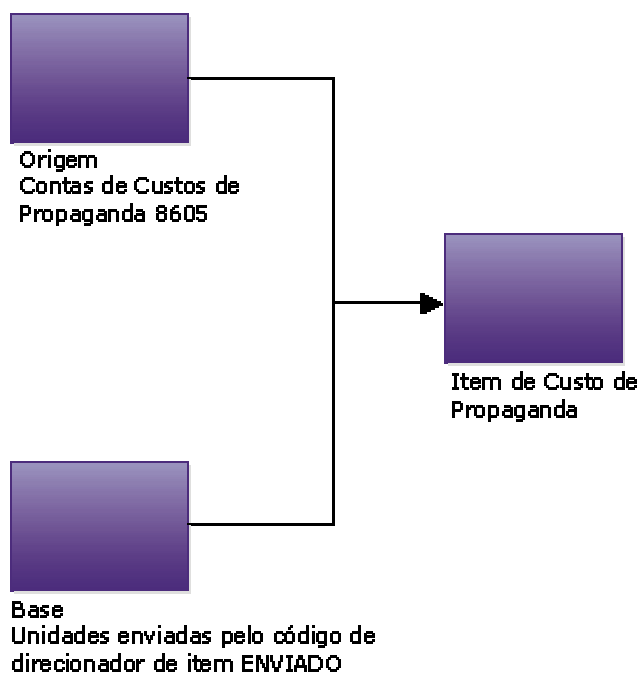 Origem
Contas de Custos de
Propaganda 8605
Item de Custo de
Propaganda
Base
Unidades enviadas pelo código de
direcionador de item ENVIADO